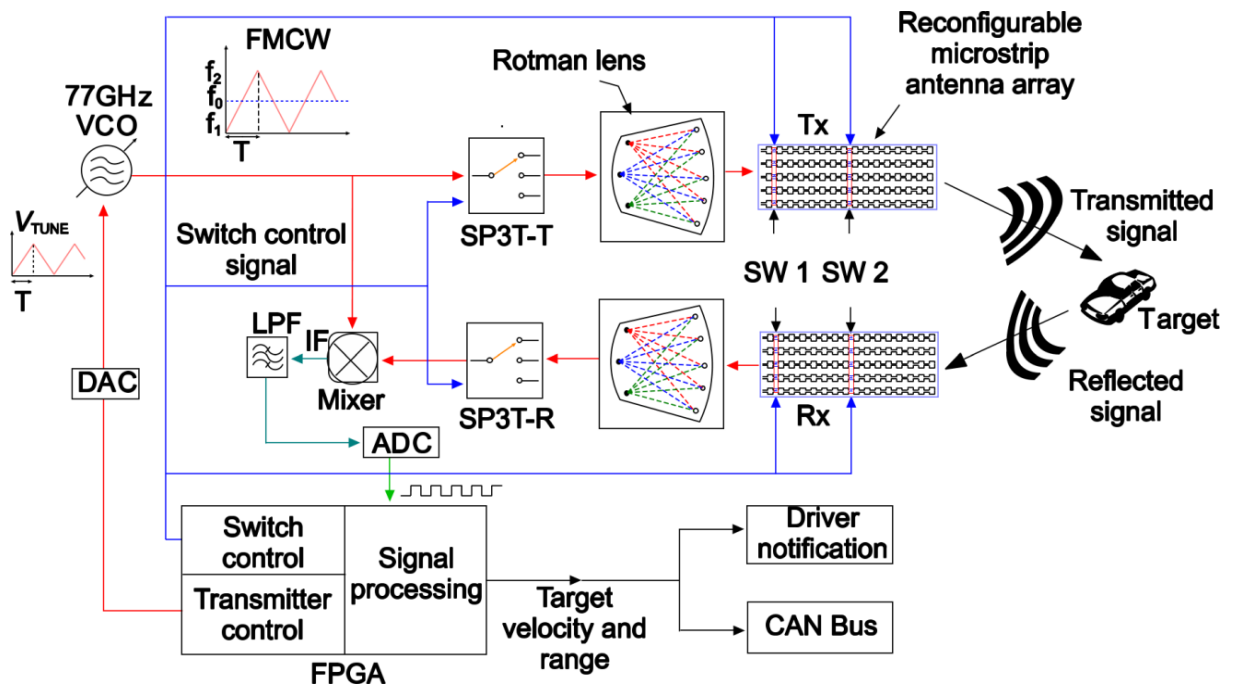 FMCW
f2
f0
f1
T
77GHz
VCO
VTUNE
T
Rotman lens
Reconfigurable
microstrip
antenna array
Tx
SP3T-T
Switch control
signal
Transmitted
signal
SW 1
SW 2
Target
LPF
IF
Mixer
SP3T-R
Rx
Reflected
signal
DAC
ADC
Switch
control
Signal
processing
Transmitter
control
FPGA
Target
velocity and
range
Driver
notification
CAN Bus